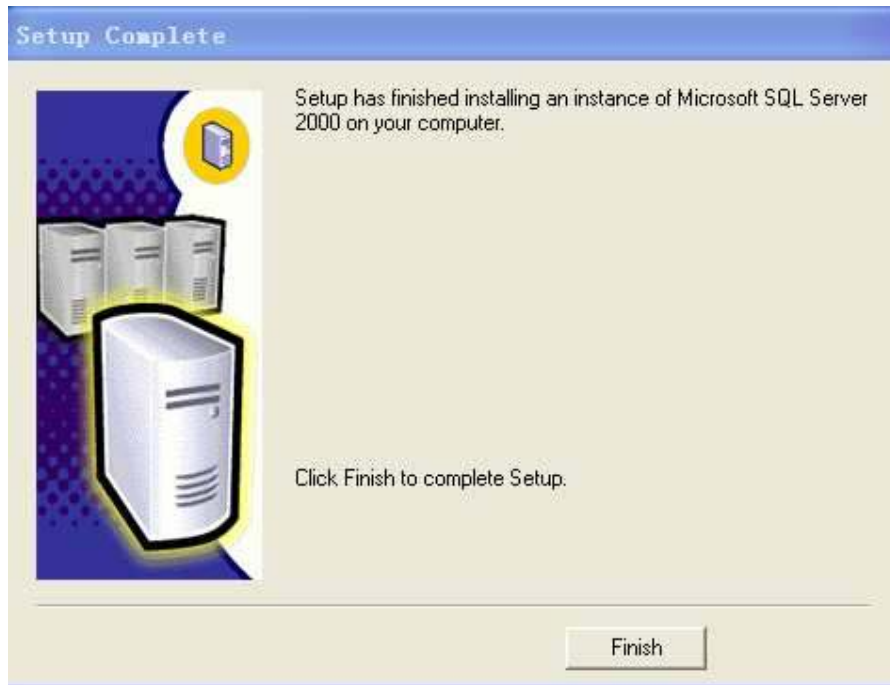 Setup Complete
Setup has finished installing an instance of Microsoft SQL Server
2000 on your computer.
Click Finish to complete Setup.
Finish